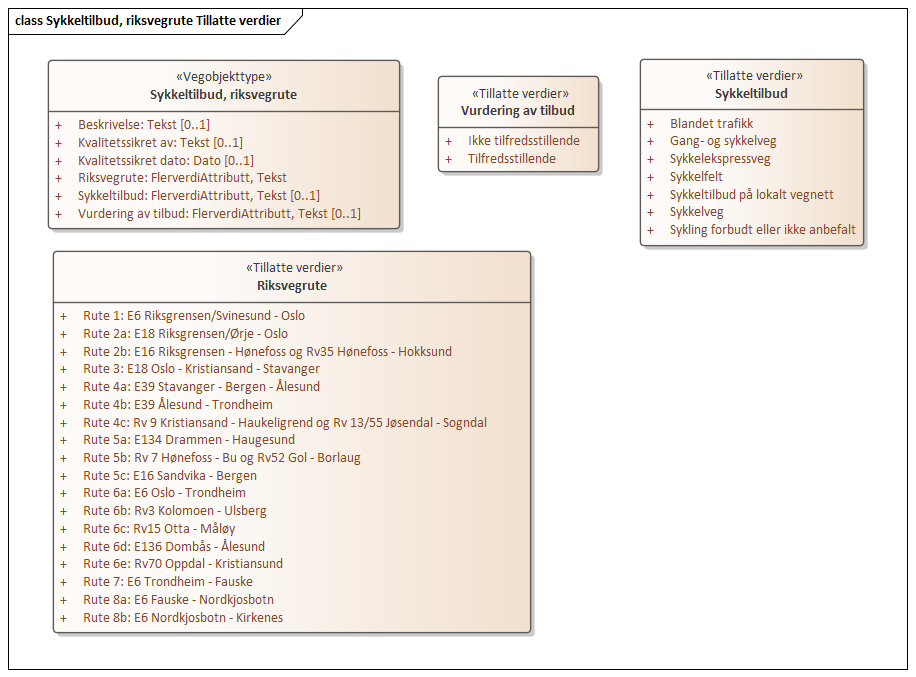 class Sykkeltilbud, riksvegrute Tillatte verdier
«Vegobjekttype»
Sykkeltilbud, riksvegrute
+ Beskrivelse: Tekst [0..1]
+ Kvalitetssikret av: Tekst [0..1]
+ Kvalitetssikret dato: Dato [0..1]
+ Riksvegrute: FlerverdiAttributt, Tekst
+ Sykkeltilbud: FlerverdiAttributt, Tekst [0..1]
+ Vurdering av tilbud: FlerverdiAttributt, Tekst [0..1]
«Tillatte verdier»
Vurdering av tilbud
+ Ikke tilfredsstillende
+ Tilfredsstillende
«Tillatte verdier»
Sykkeltilbud
+ Blandet trafikk
+ Gang- og sykkelveg
+ Sykkelekspressveg
+ Sykkelfelt
+ Sykkeltilbud på lokalt vegnett
+ Sykkelveg
+ Sykling forbudt eller ikke anbefalt
«Tillatte verdier»
Riksvegrute
+ Rute 1: E6 Riksgrensen/Svinesund - Oslo
+ Rute 2a: E18 Riksgrensen/Ørje - Oslo
+ Rute 2b: E16 Riksgrensen - Hønefoss og Rv35 Hønefoss - Hokksund
+ Rute 3: E18 Oslo - Kristiansand - Stavanger
+ Rute 4a: E39 Stavanger - Bergen - Ålesund
+ Rute 4b: E39 Ålesund - Trondheim
+ Rute 4c: Rv 9 Kristiansand - Haukeligrend og Rv 13/55 Jøsendal - Sogndal
+ Rute 5a: E134 Drammen - Haugesund
+ Rute 5b: Rv 7 Hønefoss - Bu og Rv52 Gol - Borlaug
+ Rute 5c: E16 Sandvika - Bergen
+ Rute 6a: E6 Oslo - Trondheim
+ Rute 6b: Rv3 Kolomoen - Ulsberg
+ Rute 6c: Rv15 Otta - Måløy
+ Rute 6d: E136 Dombås - Ålesund
+ Rute 6e: Rv70 Oppdal - Kristiansund
+ Rute 7: E6 Trondheim - Fauske
+ Rute 8a: E6 Fauske - Nordkjosbotn
+ Rute 8b: E6 Nordkjosbotn - Kirkenes